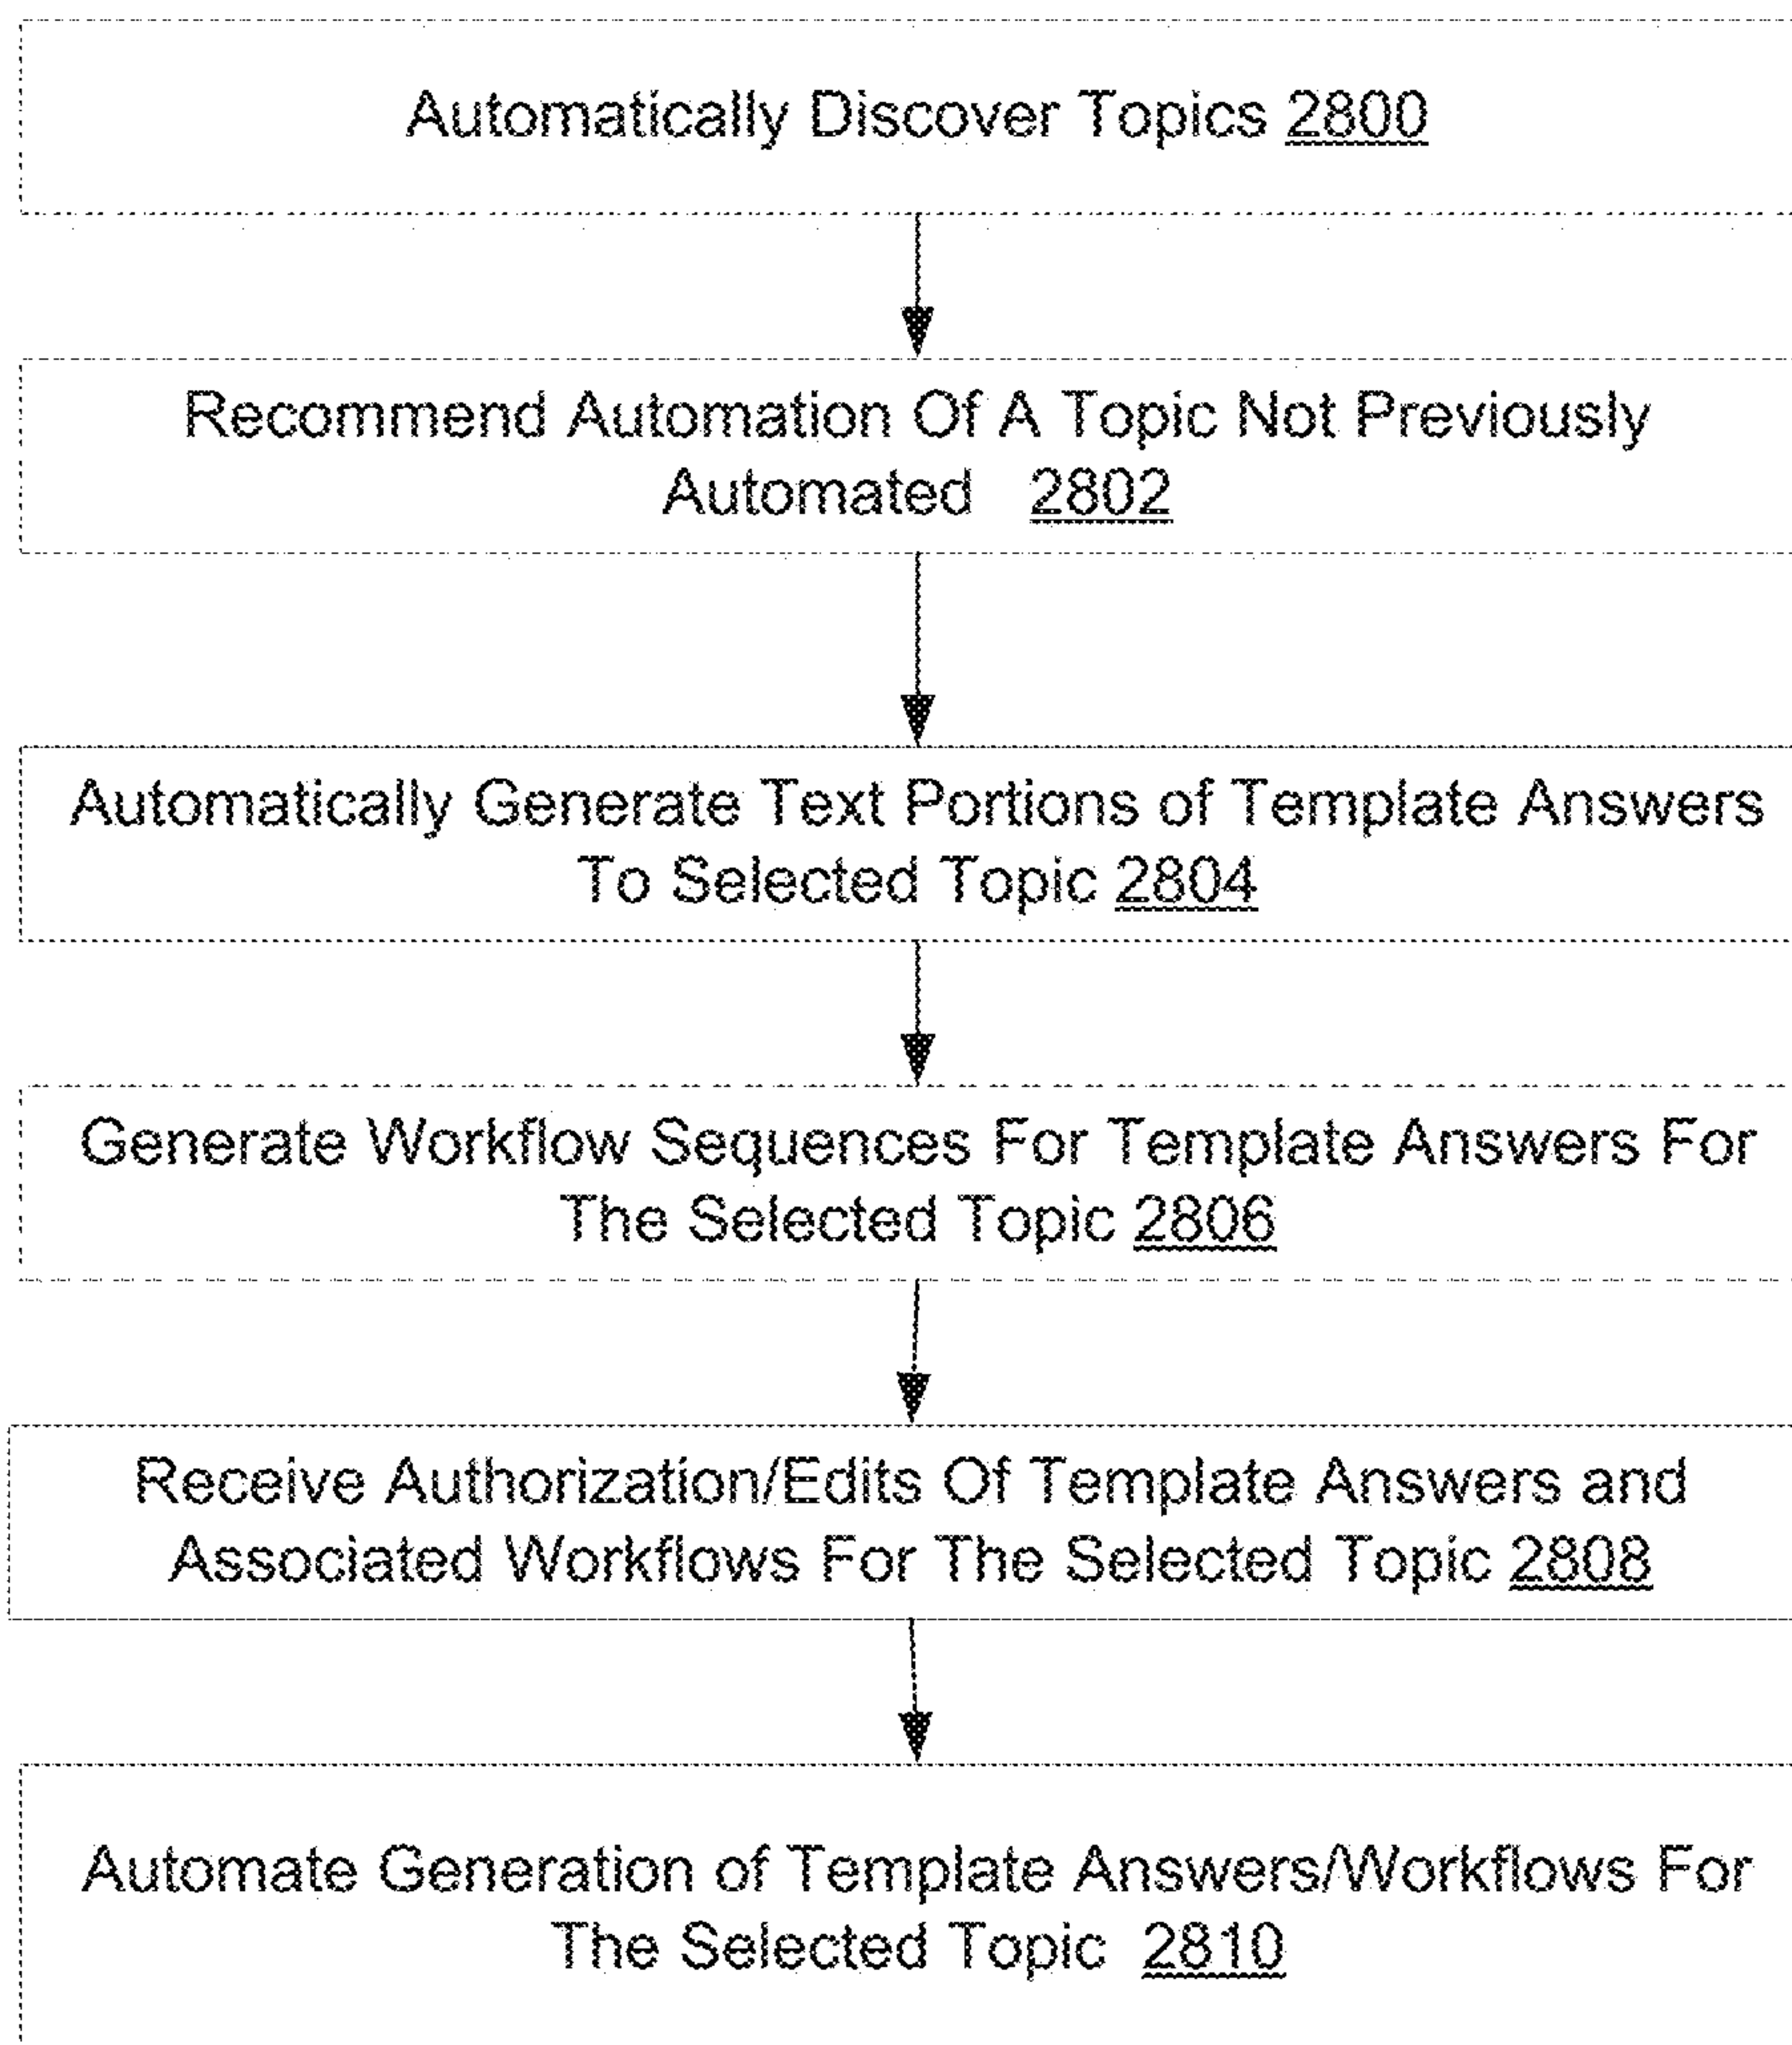 Automatically Discover Topics 2800
Recommend Automation Of A Topic Not Previously
Automated 2802
Automatically Generate Text Portions of Template Answers
To Selected Topic 2804
Generate Workflow Sequences For Template Answers For
The Selected Topic 2806
Receive Authorization/Edits Of Template Answers and
Associated Workflows For The Selected Topic 2808
Automate Generation of Template Answers/Workflows For
The Selected Topic 2810